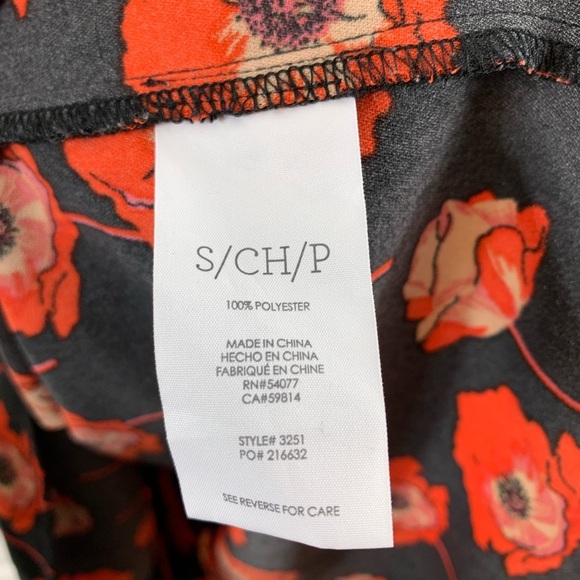 S/CH/P
100% POLYESTER
MADE IN CHINA
HECHO EN CHINA
FABRIQUÉ EN CHINE
RN#54077
CA#59814
STYLE# 3251
PO# 216632
SEE REVERSE FOR CARE